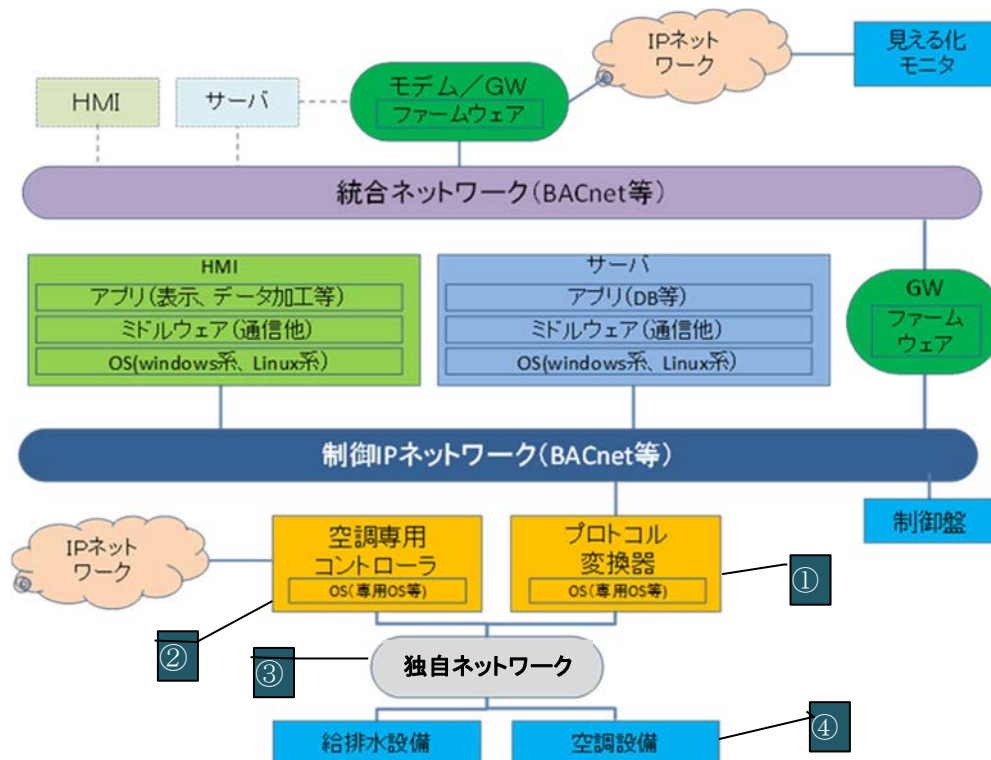 IPネット
ワーク
見える化
モニタ
HMI
サーバ
モデム／GW
ファームウェア
統合ネットワーク(BACnet等)
HMI
アプリ(表示、データ加工等)
ミドルウェア(通信他)
OS(windows系、Linux系)
サーバ
アプリ(DB等)
ミドルウェア(通信他)
OS(windows系、Linux系)
GW
ファーム
ウェア
制御IPネットワーク(BACnet等)
制御盤
IPネット
ワーク
空調専用
コントローラ
OS(専用OS等)
プロトコル
変換器
OS(専用OS等)
①
②
③
独自ネットワーク
給排水設備
空調設備
④